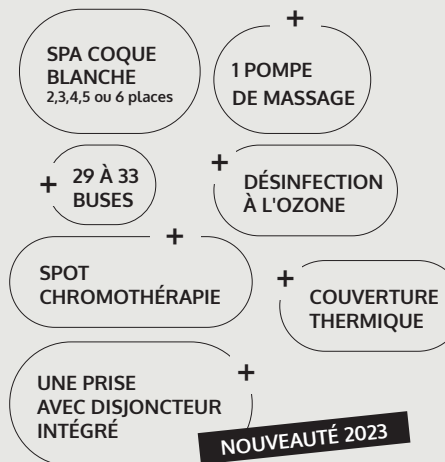 SPA COQUE
BLANCHE
2,3,4,5 ou 6 places
+
1 POMPE
DE MASSAGE
+
29 À 33
BUSES
+
DÉSINFECTION
À L'OZONE
+
SPOT
CHROMOTHÉRAPIE
+
COUVERTURE
THERMIQUE
+
UNE PRISE
AVEC DISJONCTEUR
INTÉGRÉ
NOUVEAUTÉ 2023